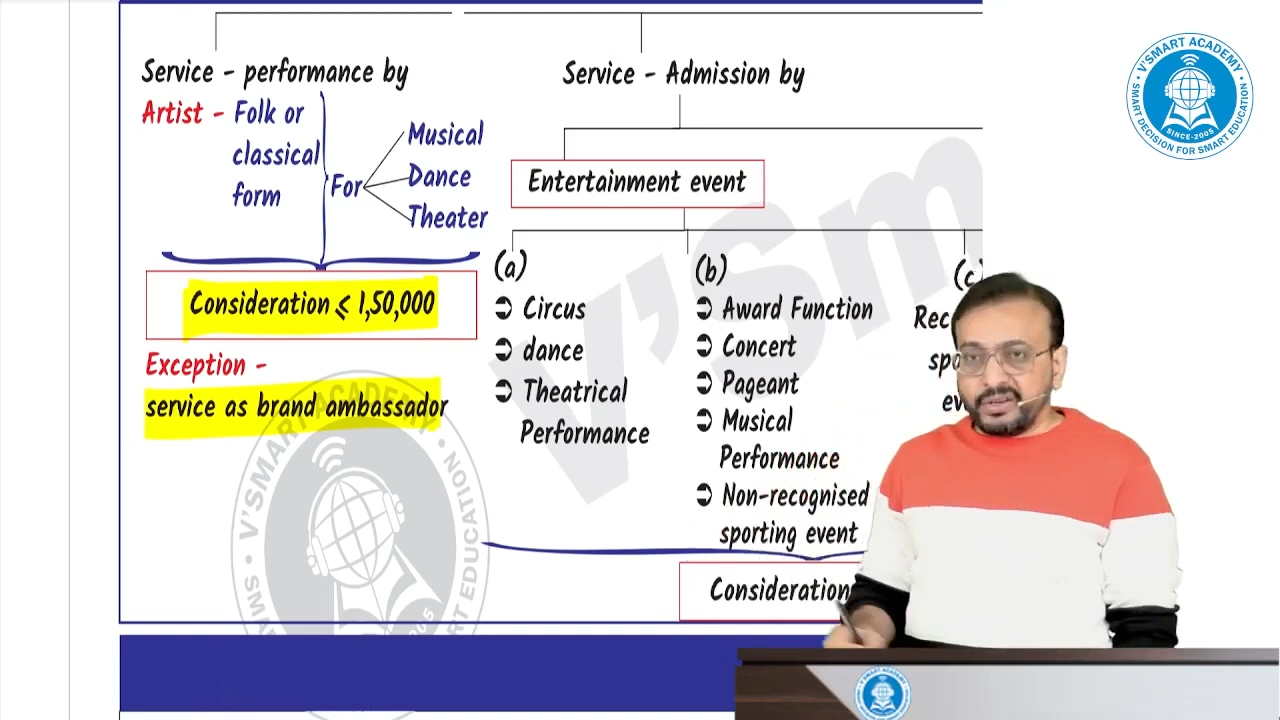 Service - performance by
Artist - Folk or
classical
form
For
Musical
Dance
Theater
Consideration ⩽ 1,50,000
Exception -
service as brand ambassador
Service - Admission by
Entertainment event
(a)
➲ Circus
➲ dance
➲ Theatrical
Performance
(b)
➲ Award Function
➲ Concert
➲ Pageant
➲ Musical
Performance
➲ Non-recognised
sporting event
(c)
Consideration
V'SMART ACADEMY
SMART DECISION FOR SMART EDUCATION
SINCE-2005